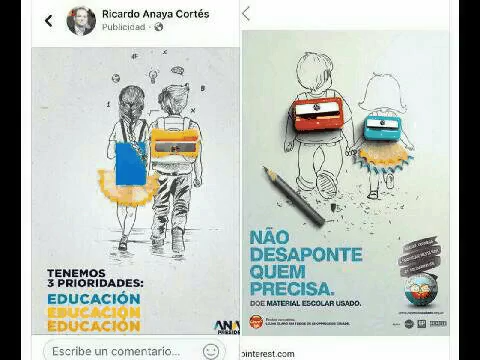 Ricardo Anaya Cortés
Publicidad
TENEMOS
3 PRIORIDADES:
EDUCACIÓN
EDUCACIÓN
EDUCACIÓN
Escribe un comentario...
NÃO
DESAPONTE
QUEM
PRECISA.
DOE MATERIAL ESCOLAR USADO.
pinterest.com